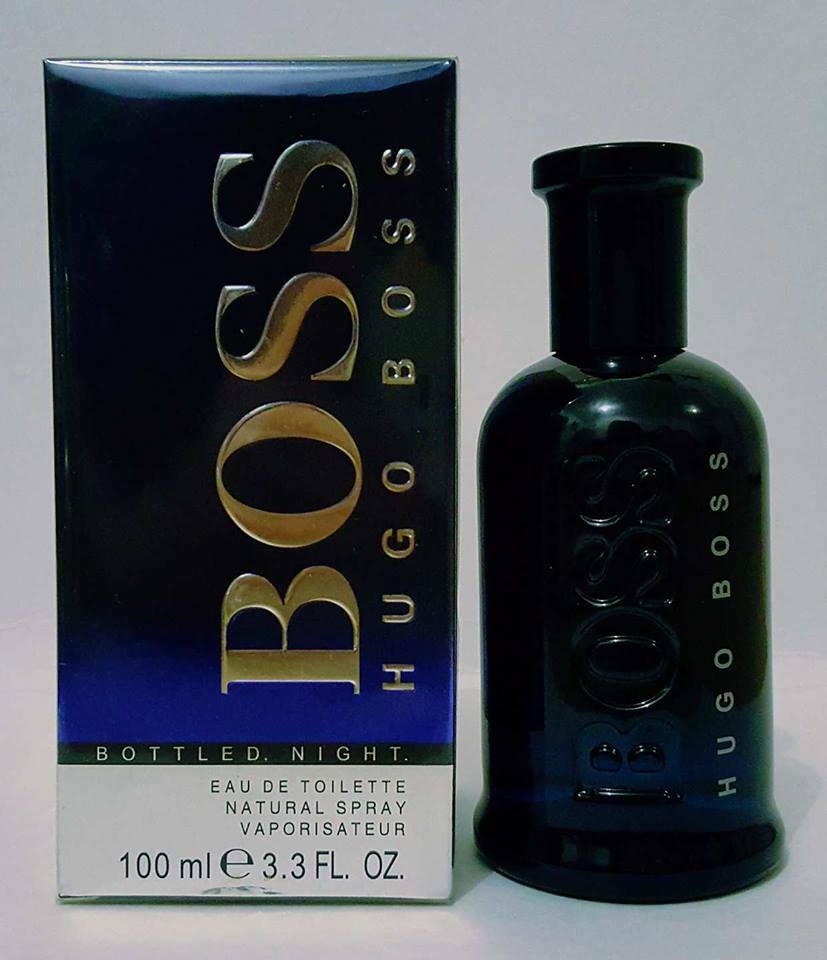 BOSS
HUGO BOSS
BOTTLED. NIGHT.
EAU DE TOILETTE
NATURAL SPRAY
VAPORISATEUR
100 ml ℮ 3.3 FL. OZ.
BOSS
HUGO BOSS